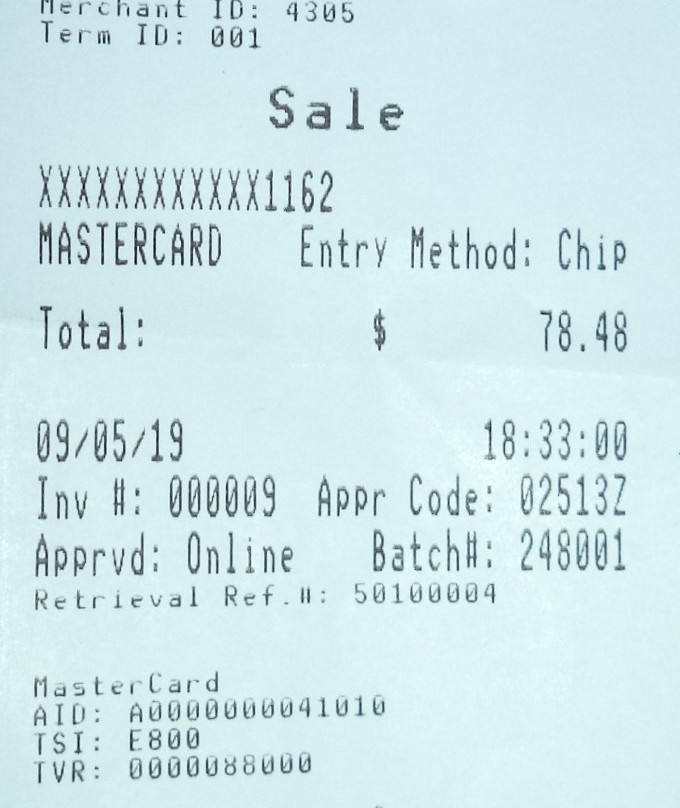 Merchant ID: 4305
Term ID: 001
Sale
XXXXXXXXXXXX1162
MASTERCARD Entry Method: Chip
Total: $ 78.48
09/05/19 18:33:00
Inv #: 000009 Appr Code: 02513Z
Apprvd: Online Batch#: 248001
Retrieval Ref.#: 50100004
MasterCard
AID: A0000000041010
TSI: E800
TVR: 0000088000